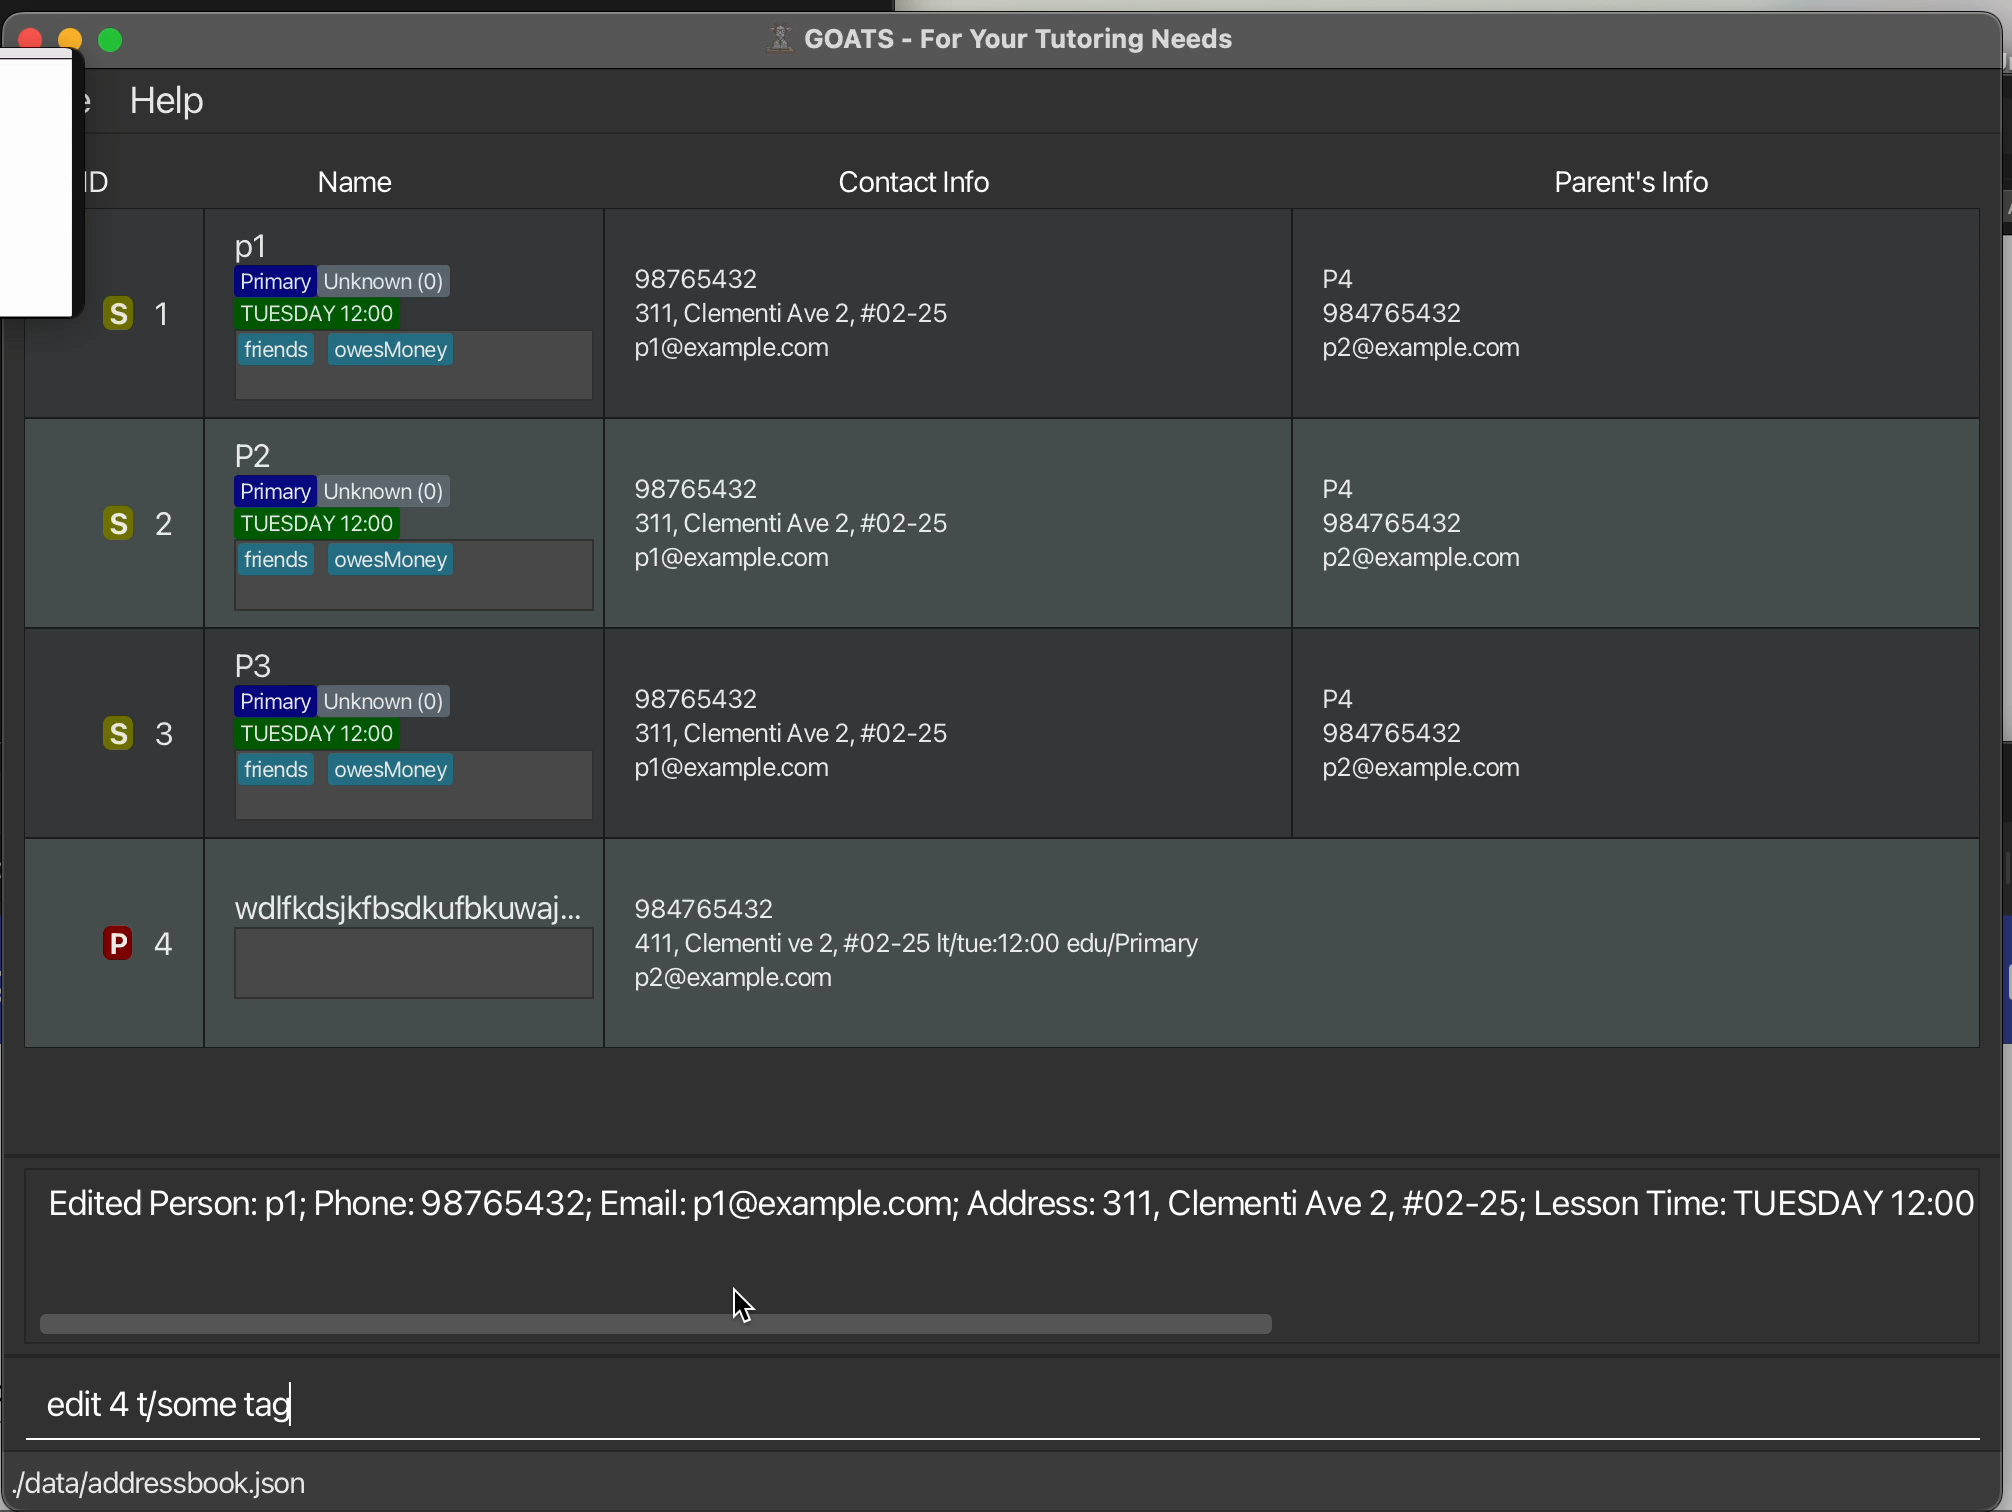 GOATS - For Your Tutoring Needs
Help
ID Name Contact Info Parent's Info
S 1
p1
Primary Unknown (0)
TUESDAY 12:00
friends owesMoney
98765432
311, Clementi Ave 2, #02-25
p1@example.com
P4
984765432
p2@example.com
S 2
P2
Primary Unknown (0)
TUESDAY 12:00
friends owesMoney
98765432
311, Clementi Ave 2, #02-25
p1@example.com
P4
984765432
p2@example.com
S 3
P3
Primary Unknown (0)
TUESDAY 12:00
friends owesMoney
98765432
311, Clementi Ave 2, #02-25
p1@example.com
P4
984765432
p2@example.com
P 4
wdlfkdsjkfbsdkufbkuwaj...
984765432
411, Clementi ve 2, #02-25 lt/tue:12:00 edu/Primary
p2@example.com
Edited Person: p1; Phone: 98765432; Email: p1@example.com; Address: 311, Clementi Ave 2, #02-25; Lesson Time: TUESDAY 12:00
edit 4 t/some tag
./data/addressbook.json